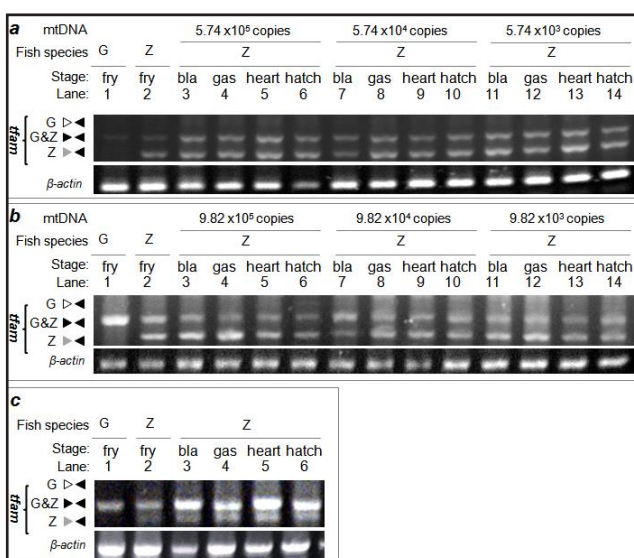 a mtDNA 5.74 x10⁵ copies 5.74 x10⁴ copies 5.74 x10³ copies
Fish species G Z Z Z Z
Stage: fry fry bla gas heart hatch bla gas heart hatch bla gas heart hatch
Lane: 1 2 3 4 5 6 7 8 9 10 11 12 13 14
G
tfam G&Z
Z
β-actin
b mtDNA 9.82 x10⁵ copies 9.82 x10⁴ copies 9.82 x10³ copies
Fish species G Z Z Z Z
Stage: fry fry bla gas heart hatch bla gas heart hatch bla gas heart hatch
Lane: 1 2 3 4 5 6 7 8 9 10 11 12 13 14
G
tfam G&Z
Z
β-actin
c
Fish species G Z Z
Stage: fry fry bla gas heart hatch
Lane: 1 2 3 4 5 6
G
tfam G&Z
Z
β-actin